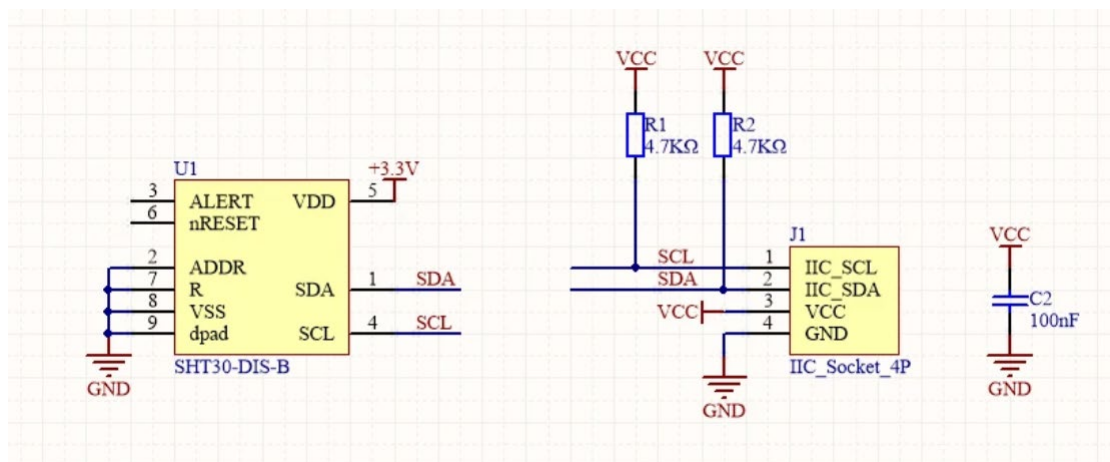 U1
+3.3V
3 ALERT VDD 5
6 nRESET
2 ADDR
7 R SDA 1 SDA
8 VSS
9 dpad SCL 4 SCL
SHT30-DIS-B
GND
VCC VCC
R1 R2
4.7KΩ 4.7KΩ
J1
SCL 1 IIC_SCL
SDA 2 IIC_SDA
VCC 3 VCC
4 GND
IIC_Socket_4P
GND
VCC
C2
100nF
GND